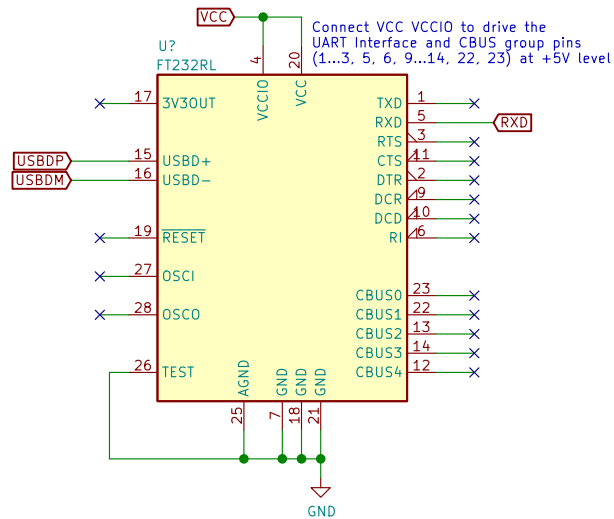 VCC
Connect VCC VCCIO to drive the
UART Interface and CBUS group pins
(1...3, 5, 6, 9...14, 22, 23) at +5V level
U?
FT232RL
4
20
VCCIO
VCC
17 3V3OUT
TXD 1
RXD 5 RXD
RTS 3
USBDP 15 USBD+
CTS 11
USBDM 16 USBD-
DTR 2
DCR 9
DCD 10
19 RESET
RI 6
27 OSCI
CBUS0 23
28 OSCO
CBUS1 22
CBUS2 13
CBUS3 14
26 TEST
CBUS4 12
AGND
GND
GND
GND
25
7
18
21
GND